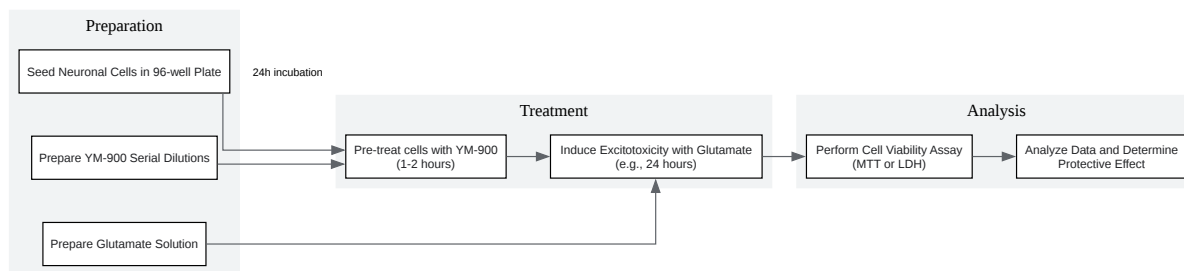 Preparation
Seed Neuronal Cells in 96-well Plate
24h incubation
Prepare YM-900 Serial Dilutions
Prepare Glutamate Solution
Treatment
Pre-treat cells with YM-900
(1-2 hours)
Induce Excitotoxicity with Glutamate
(e.g., 24 hours)
Analysis
Perform Cell Viability Assay
(MTT or LDH)
Analyze Data and Determine
Protective Effect